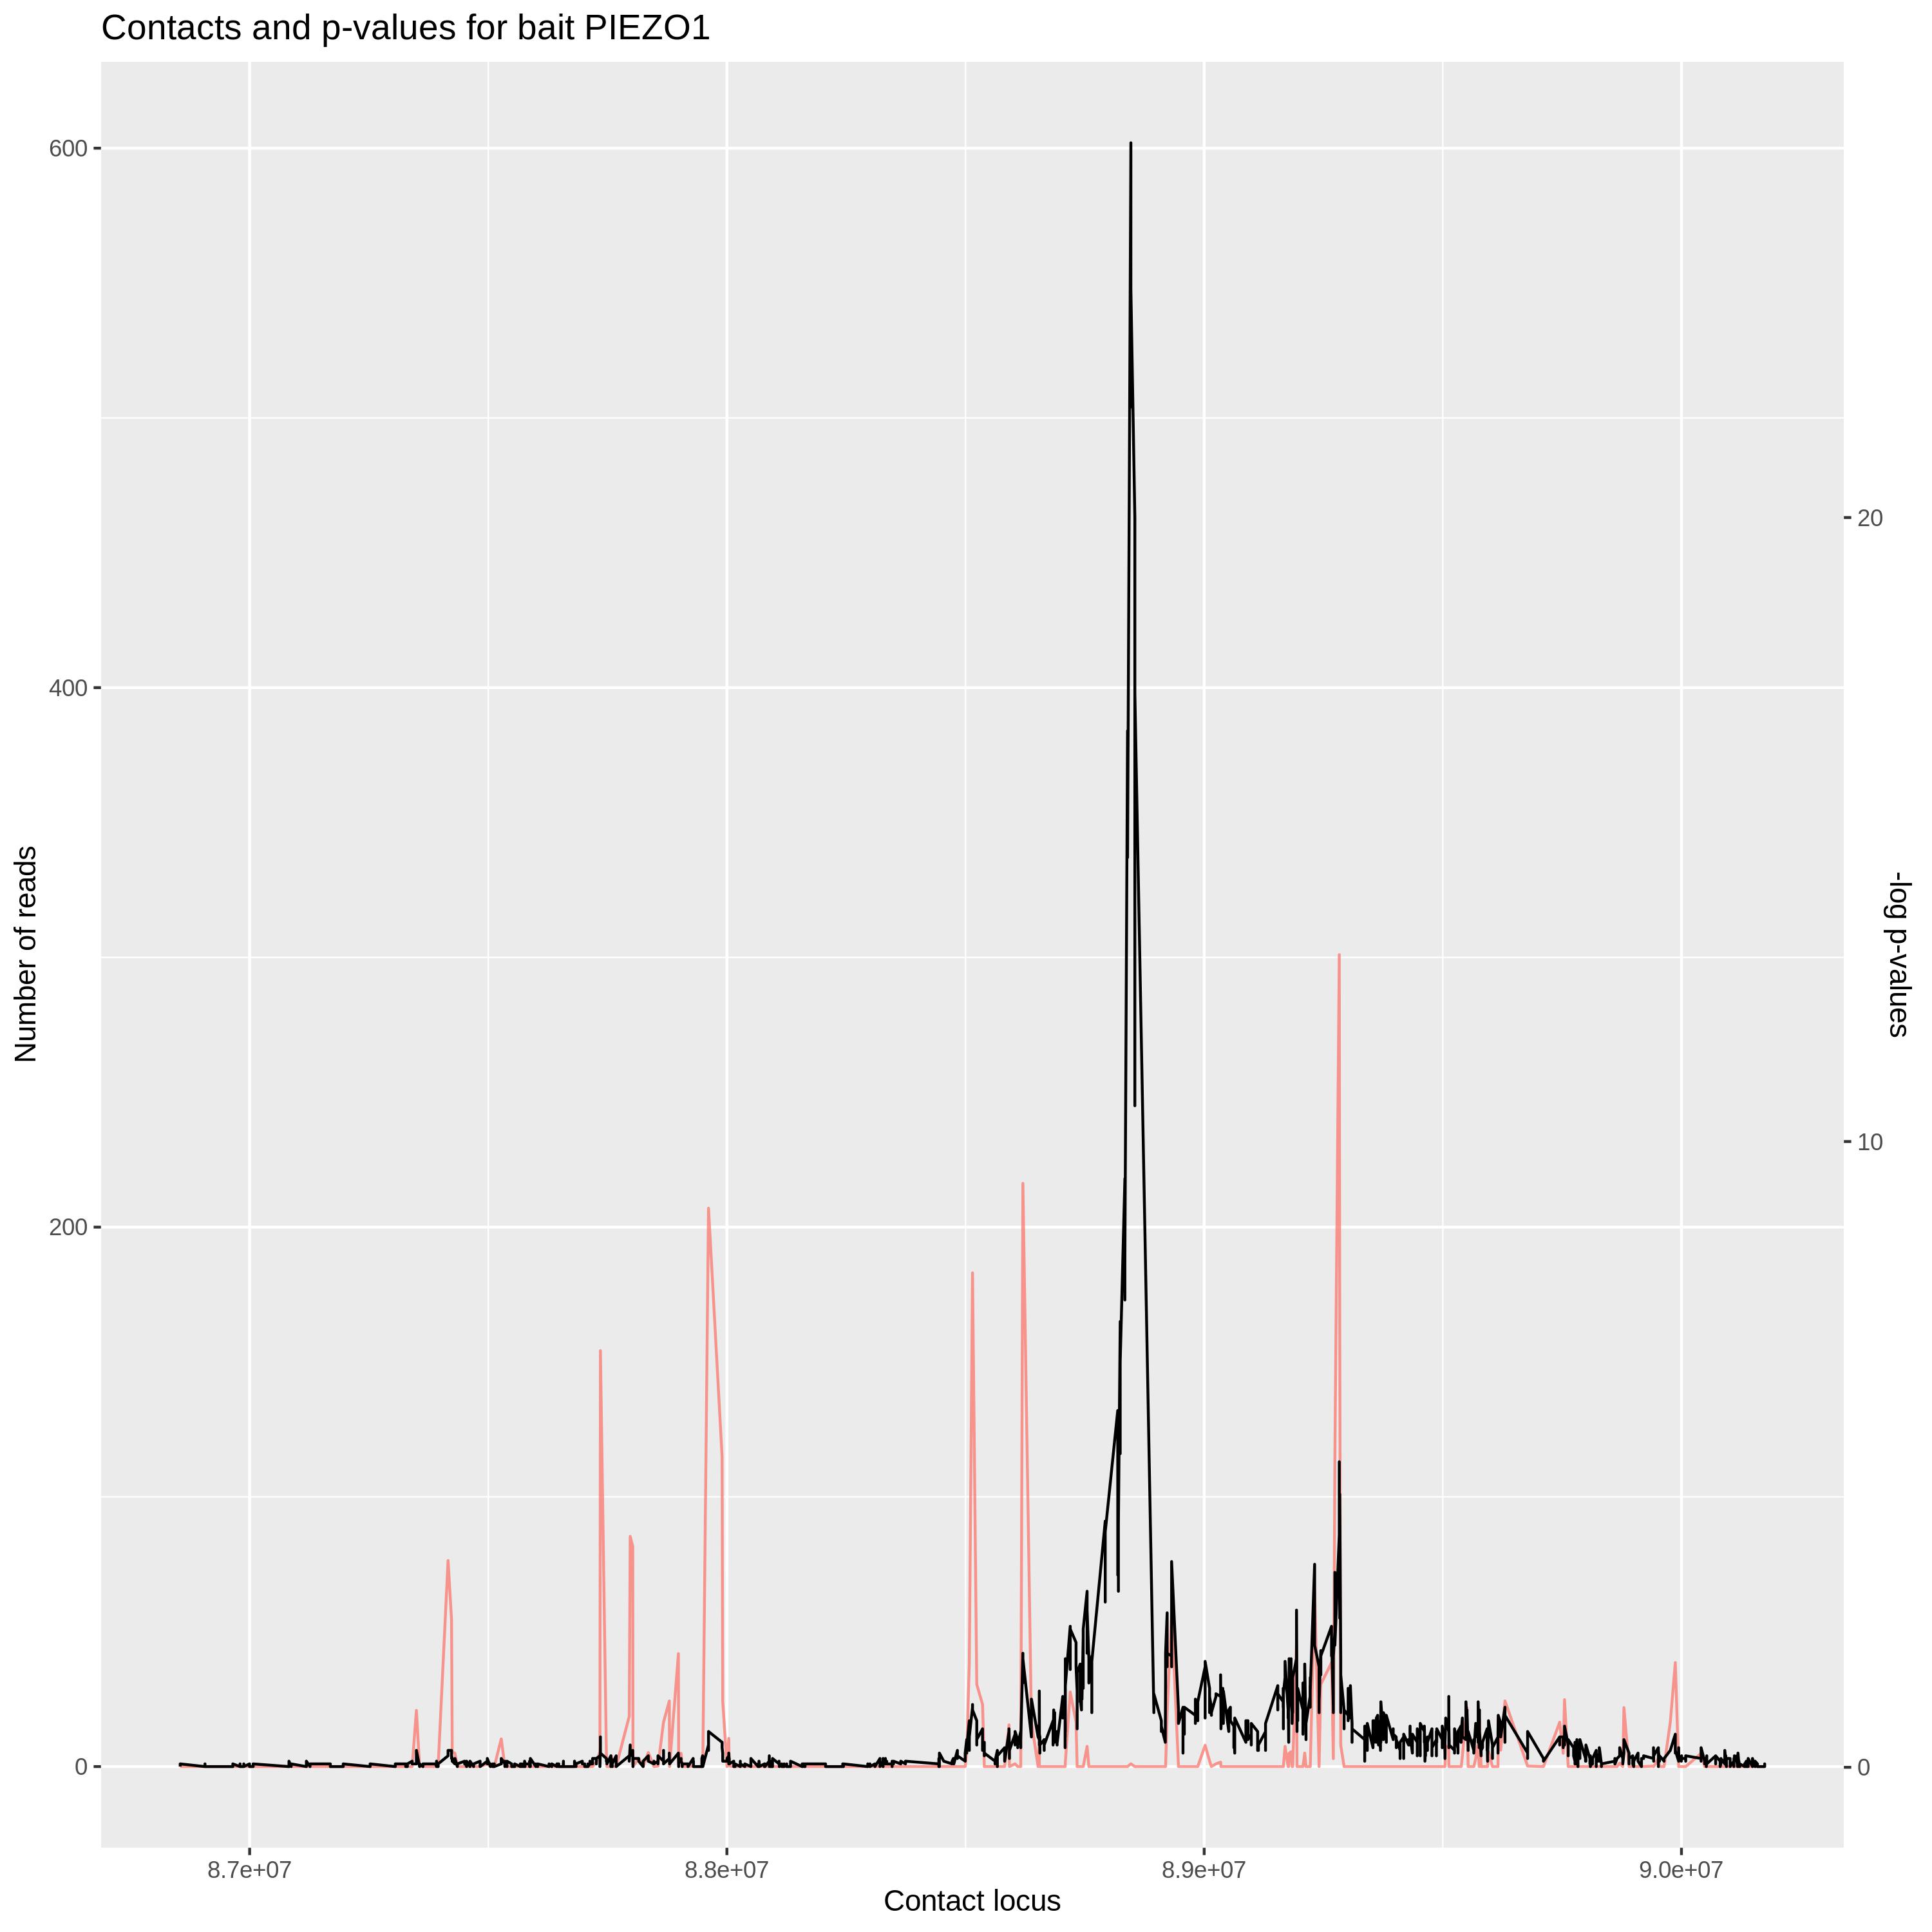 Contacts and p-values for bait PIEZO1
600
400
200
0
Number of reads
20
10
0
-log p-values
8.7e+07
8.8e+07
8.9e+07
9.0e+07
Contact locus